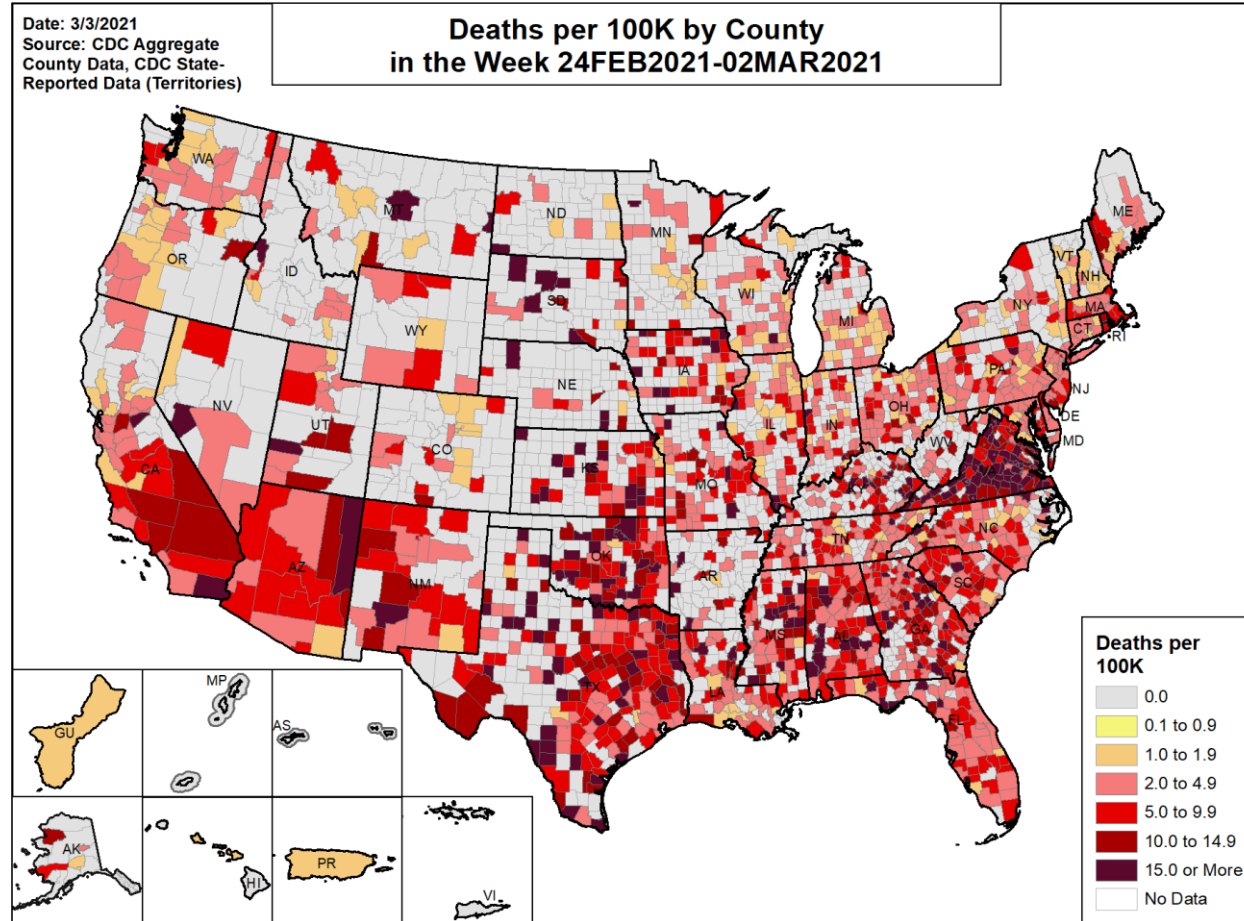 Date: 3/3/2021
Source: CDC Aggregate
County Data, CDC State-
Reported Data (Territories)
Deaths per 100K by County
in the Week 24FEB2021-02MAR2021
WA
MT
ND
MN
ME
OR
ID
SD
WI
VT
NH
NY
MA
CT
RI
WY
MI
IA
PA
NJ
NE
OH
DE
MD
NV
UT
CO
IL
IN
WV
VA
CA
KS
MO
KY
AZ
NM
OK
AR
TN
NC
SC
MS
AL
GA
TX
LA
FL
GU
MP
AS
AK
HI
PR
VI
Deaths per
100K
0.0
0.1 to 0.9
1.0 to 1.9
2.0 to 4.9
5.0 to 9.9
10.0 to 14.9
15.0 or More
No Data